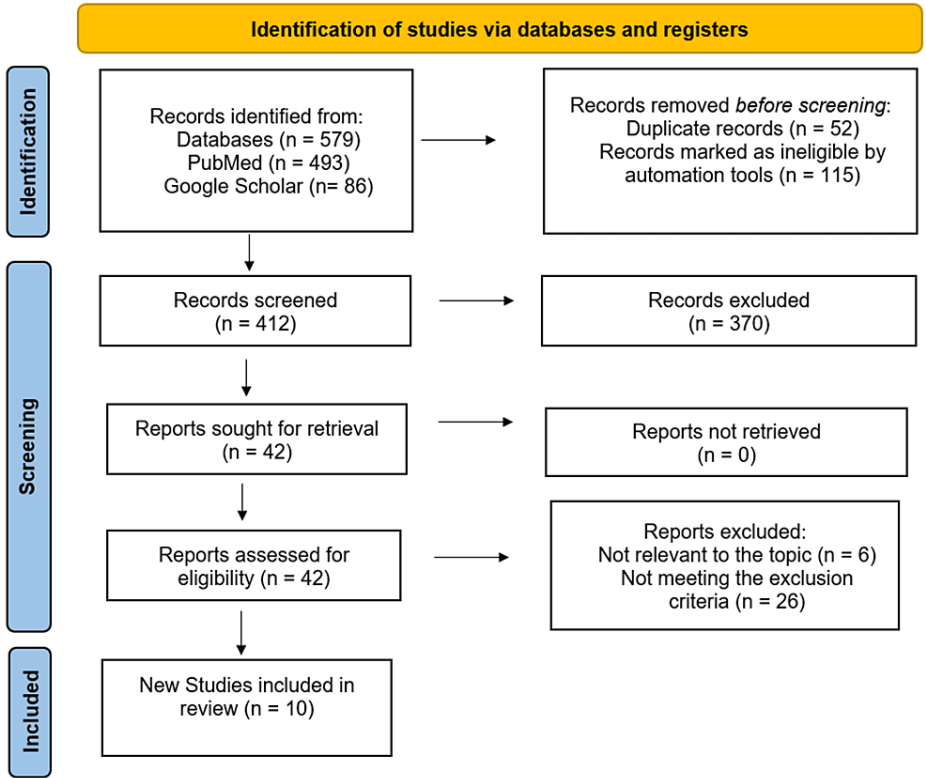 Identification of studies via databases and registers
Identification
Records identified from:
Databases (n = 579)
PubMed (n = 493)
Google Scholar (n= 86)
Records removed before screening:
Duplicate records (n = 52)
Records marked as ineligible by
automation tools (n = 115)
Screening
Records screened
(n = 412)
Records excluded
(n = 370)
Reports sought for retrieval
(n = 42)
Reports not retrieved
(n = 0)
Reports assessed for
eligibility (n = 42)
Reports excluded:
Not relevant to the topic (n = 6)
Not meeting the exclusion
criteria (n = 26)
Included
New Studies included in
review (n = 10)